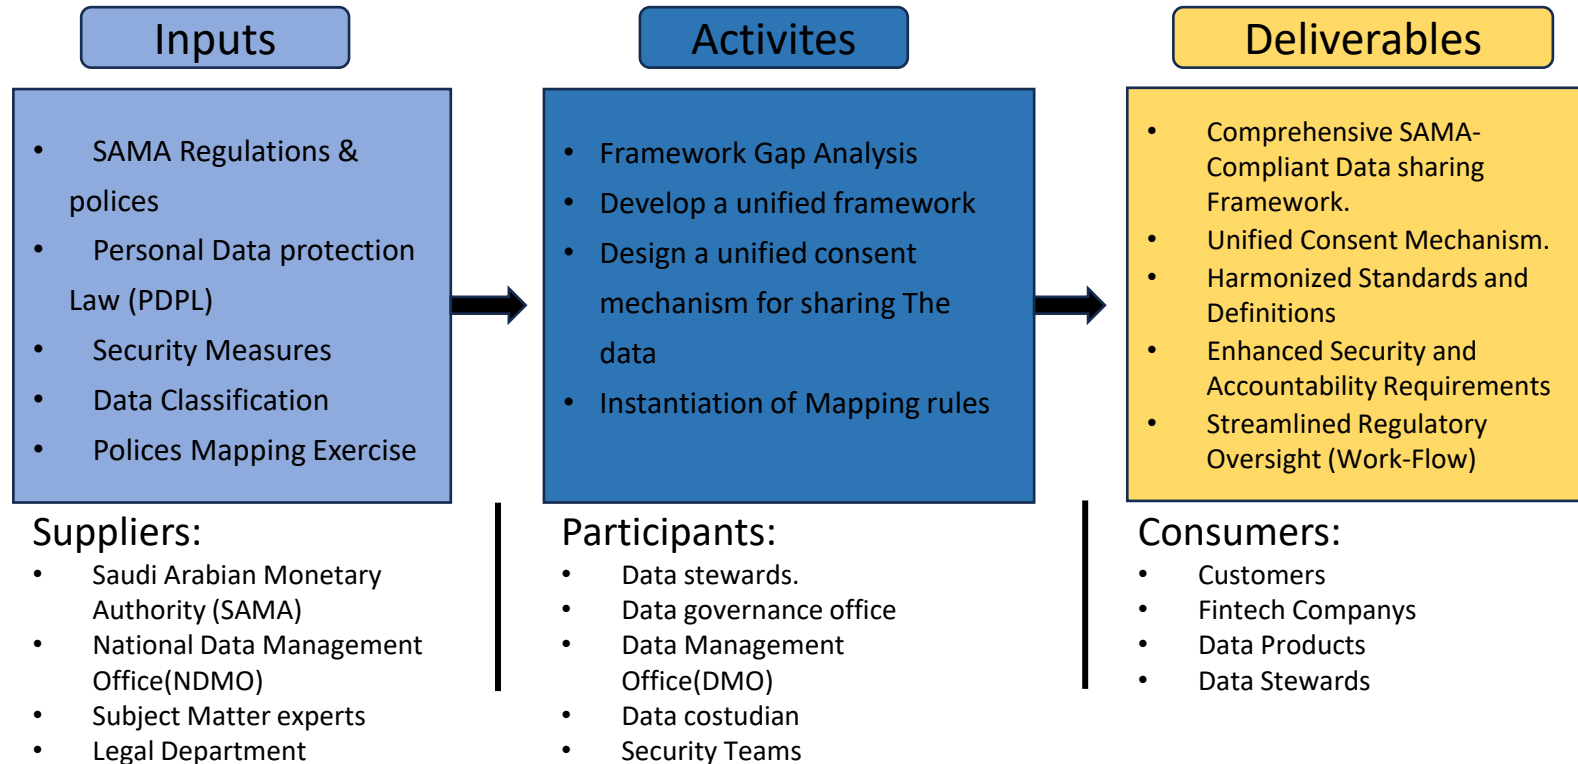 Inputs
• SAMA Regulations &
polices
• Personal Data protection
Law (PDPL)
• Security Measures
• Data Classification
• Polices Mapping Exercise
Suppliers:
• Saudi Arabian Monetary
Authority (SAMA)
• National Data Management
Office(NDMO)
• Subject Matter experts
• Legal Department
Activites
• Framework Gap Analysis
• Develop a unified framework
• Design a unified consent
mechanism for sharing The
data
• Instantiation of Mapping rules
Participants:
• Data stewards.
• Data governance office
• Data Management
Office(DMO)
• Data costudian
• Security Teams
Deliverables
• Comprehensive SAMA-
Compliant Data sharing
Framework.
• Unified Consent Mechanism.
• Harmonized Standards and
Definitions
• Enhanced Security and
Accountability Requirements
• Streamlined Regulatory
Oversight (Work-Flow)
Consumers:
• Customers
• Fintech Companys
• Data Products
• Data Stewards